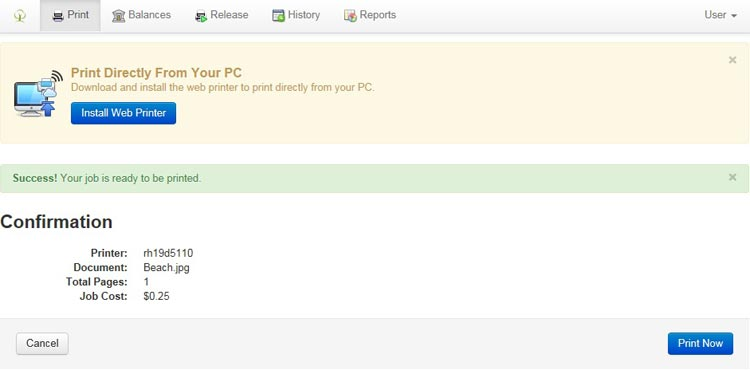 Print Balances Release History Reports User
Print Directly From Your PC
Download and install the web printer to print directly from your PC.
Install Web Printer
Success! Your job is ready to be printed.
Confirmation
Printer: rh19d5110
Document: Beach.jpg
Total Pages: 1
Job Cost: $0.25
Cancel Print Now